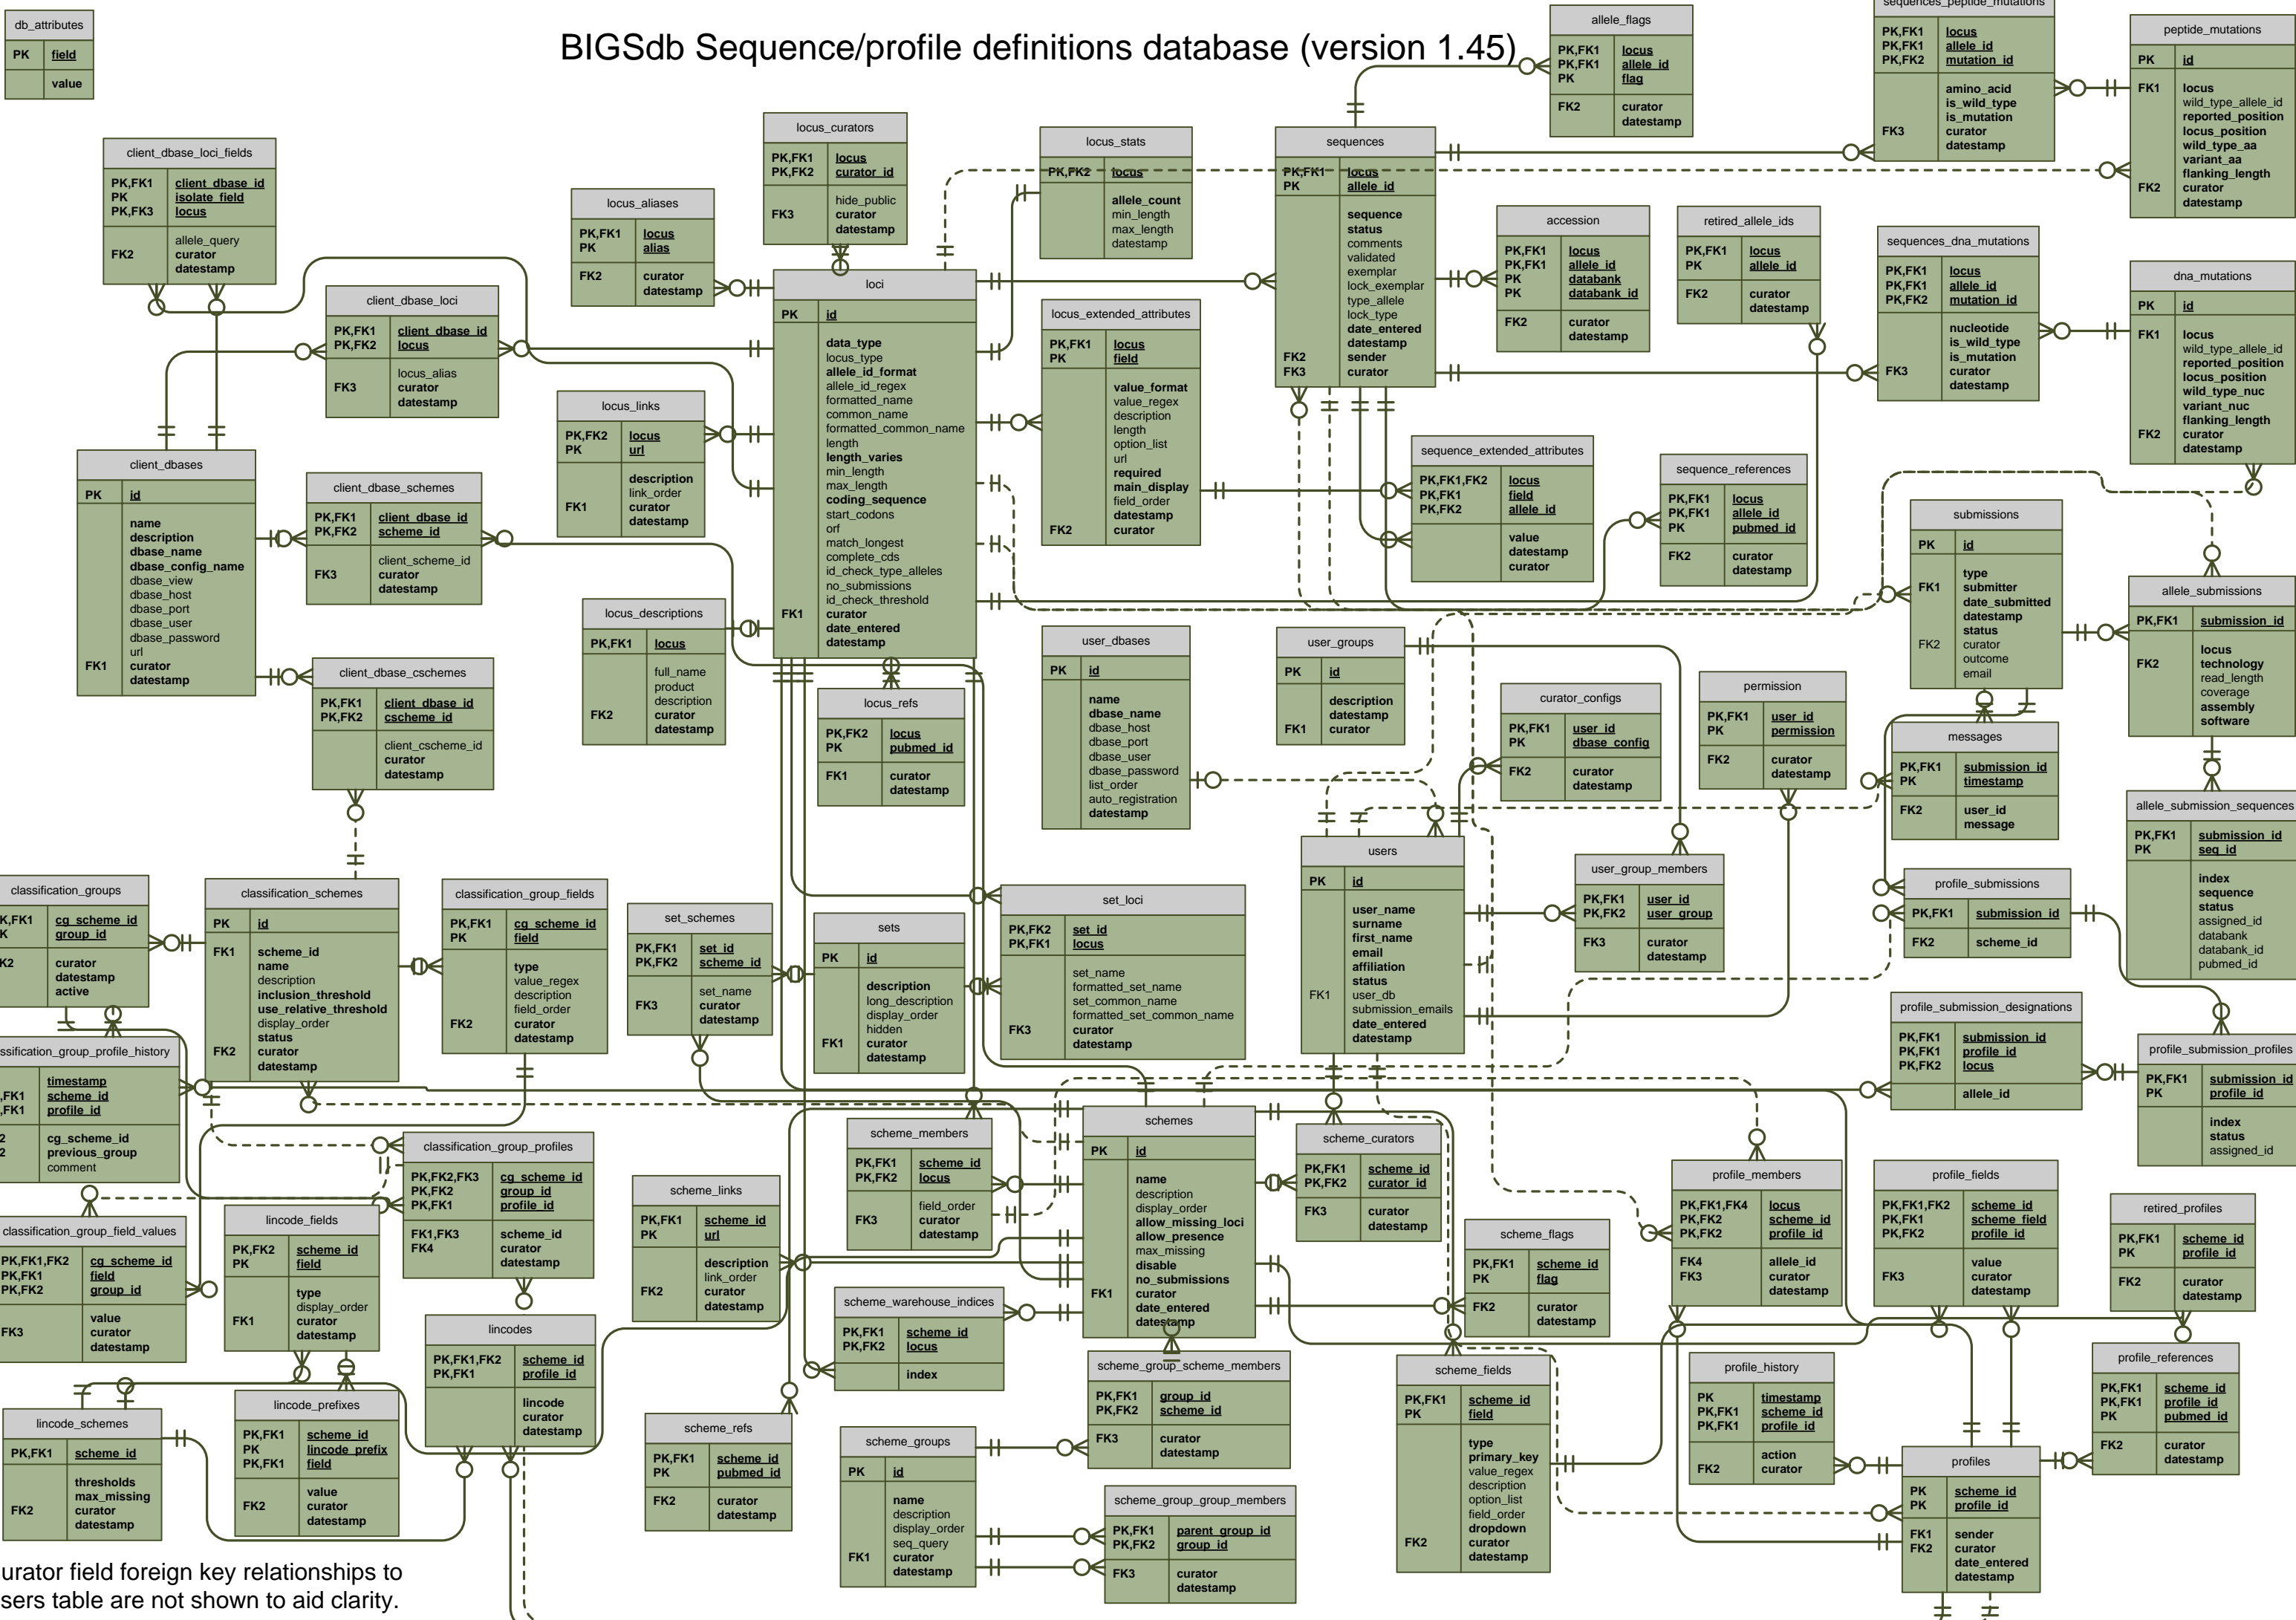 BIGSdb Sequence/profile definitions database (version 1.45)
db_attributes
PK field
value
client_dbase_loci_fields
PK,FK1 client_dbase_id
PK isolate_field
PK,FK3 locus
allele_query
FK2 curator
datestamp
client_dbase_loci
PK,FK1 client_dbase_id
PK,FK2 locus
locus_alias
FK3 curator
datestamp
client_dbases
PK id
name
description
dbase_name
dbase_config_name
dbase_view
dbase_host
dbase_port
dbase_user
dbase_password
url
FK1 curator
datestamp
client_dbase_schemes
PK,FK1 client_dbase_id
PK,FK2 scheme_id
client_scheme_id
FK3 curator
datestamp
client_dbase_cschemes
PK,FK1 client_dbase_id
PK,FK2 cscheme_id
client_cscheme_id
curator
datestamp
locus_aliases
PK,FK1 locus
PK alias
FK2 curator
datestamp
locus_curators
PK,FK1 locus
PK,FK2 curator_id
hide_public
FK3 curator
datestamp
locus_stats
PK,FK2 locus
allele_count
min_length
max_length
datestamp
loci
PK id
data_type
locus_type
allele_id_format
allele_id_regex
formatted_name
common_name
formatted_common_name
length
length_varies
min_length
max_length
coding_sequence
start_codons
orf
match_longest
complete_cds
id_check_type_alleles
no_submissions
id_check_threshold
FK1 curator
date_entered
datestamp
locus_links
PK,FK2 locus
PK url
description
link_order
FK1 curator
datestamp
locus_descriptions
PK,FK1 locus
full_name
product
description
FK2 curator
datestamp
locus_refs
PK,FK2 locus
PK pubmed_id
FK1 curator
datestamp
locus_extended_attributes
PK,FK1 locus
PK field
value_format
value_regex
description
length
option_list
url
required
main_display
field_order
datestamp
FK2 curator
sequences
PK,FK1 locus
PK allele_id
sequence
status
comments
validated
exemplar
lock_exemplar
type_allele
lock_type
date_entered
datestamp
FK2 sender
FK3 curator
allele_flags
PK,FK1 locus
PK,FK1 allele_id
PK flag
FK2 curator
datestamp
sequences_peptide_mutations
PK,FK1 locus
PK,FK1 allele_id
PK,FK2 mutation_id
amino_acid
is_wild_type
is_mutation
FK3 curator
datestamp
peptide_mutations
PK id
FK1 locus
wild_type_allele_id
reported_position
locus_position
wild_type_aa
variant_aa
flanking_length
FK2 curator
datestamp
accession
PK,FK1 locus
PK,FK1 allele_id
PK databank
PK databank_id
FK2 curator
datestamp
retired_allele_ids
PK,FK1 locus
PK allele_id
FK2 curator
datestamp
sequences_dna_mutations
PK,FK1 locus
PK,FK1 allele_id
PK,FK2 mutation_id
nucleotide
is_wild_type
is_mutation
FK3 curator
datestamp
dna_mutations
PK id
FK1 locus
wild_type_allele_id
reported_position
locus_position
wild_type_nuc
variant_nuc
flanking_length
FK2 curator
datestamp
sequence_extended_attributes
PK,FK1,FK2 locus
PK,FK1 field
PK,FK2 allele_id
value
datestamp
curator
sequence_references
PK,FK1 locus
PK,FK1 allele_id
PK pubmed_id
FK2 curator
datestamp
submissions
PK id
type
FK1 submitter
date_submitted
datestamp
status
FK2 curator
outcome
email
allele_submissions
PK,FK1 submission_id
locus
FK2 technology
read_length
coverage
assembly
software
user_dbases
PK id
name
dbase_name
dbase_host
dbase_port
dbase_user
dbase_password
list_order
auto_registration
datestamp
user_groups
PK id
description
datestamp
FK1 curator
curator_configs
PK,FK1 user_id
PK dbase_config
FK2 curator
datestamp
permission
PK,FK1 user_id
PK permission
FK2 curator
datestamp
messages
PK,FK1 submission_id
PK timestamp
FK2 user_id
message
allele_submission_sequences
PK,FK1 submission_id
PK seq_id
index
sequence
status
assigned_id
databank
databank_id
pubmed_id
users
PK id
user_name
surname
first_name
email
affiliation
status
FK1 user_db
submission_emails
date_entered
datestamp
user_group_members
PK,FK1 user_id
PK,FK2 user_group
FK3 curator
datestamp
profile_submissions
PK,FK1 submission_id
FK2 scheme_id
classification_groups
K,FK1 cg_scheme_id
K group_id
K2 curator
datestamp
active
classification_schemes
PK id
FK1 scheme_id
name
description
inclusion_threshold
use_relative_threshold
display_order
status
FK2 curator
datestamp
classification_group_fields
PK,FK1 cg_scheme_id
PK field
type
value_regex
description
field_order
FK2 curator
datestamp
set_schemes
PK,FK1 set_id
PK,FK2 scheme_id
set_name
FK3 curator
datestamp
sets
PK id
description
long_description
display_order
hidden
FK1 curator
datestamp
set_loci
PK,FK2 set_id
PK,FK1 locus
set_name
formatted_set_name
set_common_name
formatted_set_common_name
FK3 curator
datestamp
profile_submission_designations
PK,FK1 submission_id
PK,FK1 profile_id
PK,FK2 locus
allele_id
profile_submission_profiles
PK,FK1 submission_id
PK profile_id
index
status
assigned_id
ssification_group_profile_history
timestamp
,FK1 scheme_id
,FK1 profile_id
2 cg_scheme_id
2 previous_group
comment
classification_group_profiles
PK,FK2,FK3 cg_scheme_id
PK,FK2 group_id
PK,FK1 profile_id
FK1,FK3 scheme_id
FK4 curator
datestamp
classification_group_field_values
PK,FK1,FK2 cg_scheme_id
PK,FK1 field
PK,FK2 group_id
value
FK3 curator
datestamp
lincode_fields
PK,FK2 scheme_id
PK field
type
display_order
FK1 curator
datestamp
lincodes
PK,FK1,FK2 scheme_id
PK,FK1 profile_id
lincode
curator
datestamp
lincode_schemes
PK,FK1 scheme_id
thresholds
max_missing
FK2 curator
datestamp
lincode_prefixes
PK,FK1 scheme_id
PK lincode_prefix
PK,FK1 field
value
FK2 curator
datestamp
scheme_links
PK,FK1 scheme_id
PK url
description
link_order
FK2 curator
datestamp
scheme_members
PK,FK1 scheme_id
PK,FK2 locus
field_order
FK3 curator
datestamp
scheme_warehouse_indices
PK,FK1 scheme_id
PK,FK2 locus
index
scheme_refs
PK,FK1 scheme_id
PK pubmed_id
FK2 curator
datestamp
schemes
PK id
name
description
display_order
allow_missing_loci
allow_presence
max_missing
disable
no_submissions
FK1 curator
date_entered
datestamp
scheme_curators
PK,FK1 scheme_id
PK,FK2 curator_id
FK3 curator
datestamp
scheme_flags
PK,FK1 scheme_id
PK flag
FK2 curator
datestamp
scheme_groups
PK id
name
description
display_order
seq_query
FK1 curator
datestamp
scheme_group_scheme_members
PK,FK1 group_id
PK,FK2 scheme_id
FK3 curator
datestamp
scheme_group_group_members
PK,FK1 parent_group_id
PK,FK2 group_id
FK3 curator
datestamp
scheme_fields
PK,FK1 scheme_id
PK field
type
primary_key
value_regex
description
option_list
field_order
dropdown
FK2 curator
datestamp
profile_members
PK,FK1,FK4 locus
PK,FK2 scheme_id
PK,FK2 profile_id
FK4 allele_id
FK3 curator
datestamp
profile_fields
PK,FK1,FK2 scheme_id
PK,FK1 scheme_field
PK,FK2 profile_id
value
FK3 curator
datestamp
retired_profiles
PK,FK1 scheme_id
PK profile_id
FK2 curator
datestamp
profile_history
PK timestamp
PK,FK1 scheme_id
PK,FK1 profile_id
action
FK2 curator
profile_references
PK,FK1 scheme_id
PK,FK1 profile_id
PK pubmed_id
FK2 curator
datestamp
profiles
PK scheme_id
PK profile_id
FK1 sender
FK2 curator
date_entered
datestamp
urator field foreign key relationships to
sers table are not shown to aid clarity.